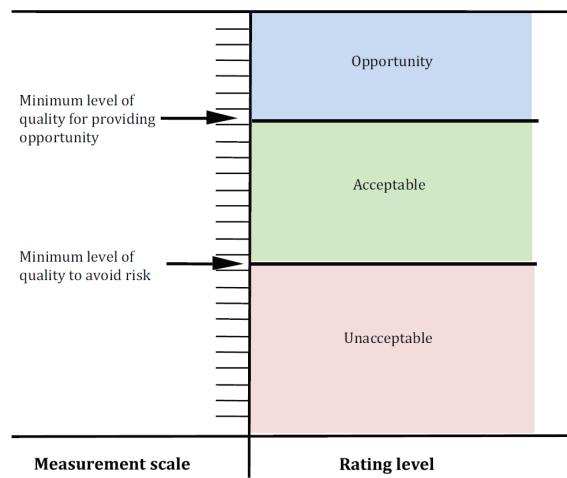 Opportunity
Minimum level of
quality for providing
opportunity
Acceptable
Minimum level of
quality to avoid risk
Unacceptable
Measurement scale
Rating level